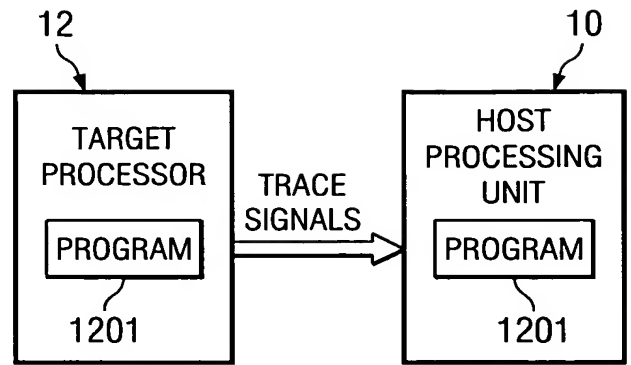 12
10
TARGET
PROCESSOR
PROGRAM
1201
TRACE
SIGNALS
HOST
PROCESSING
UNIT
PROGRAM
1201